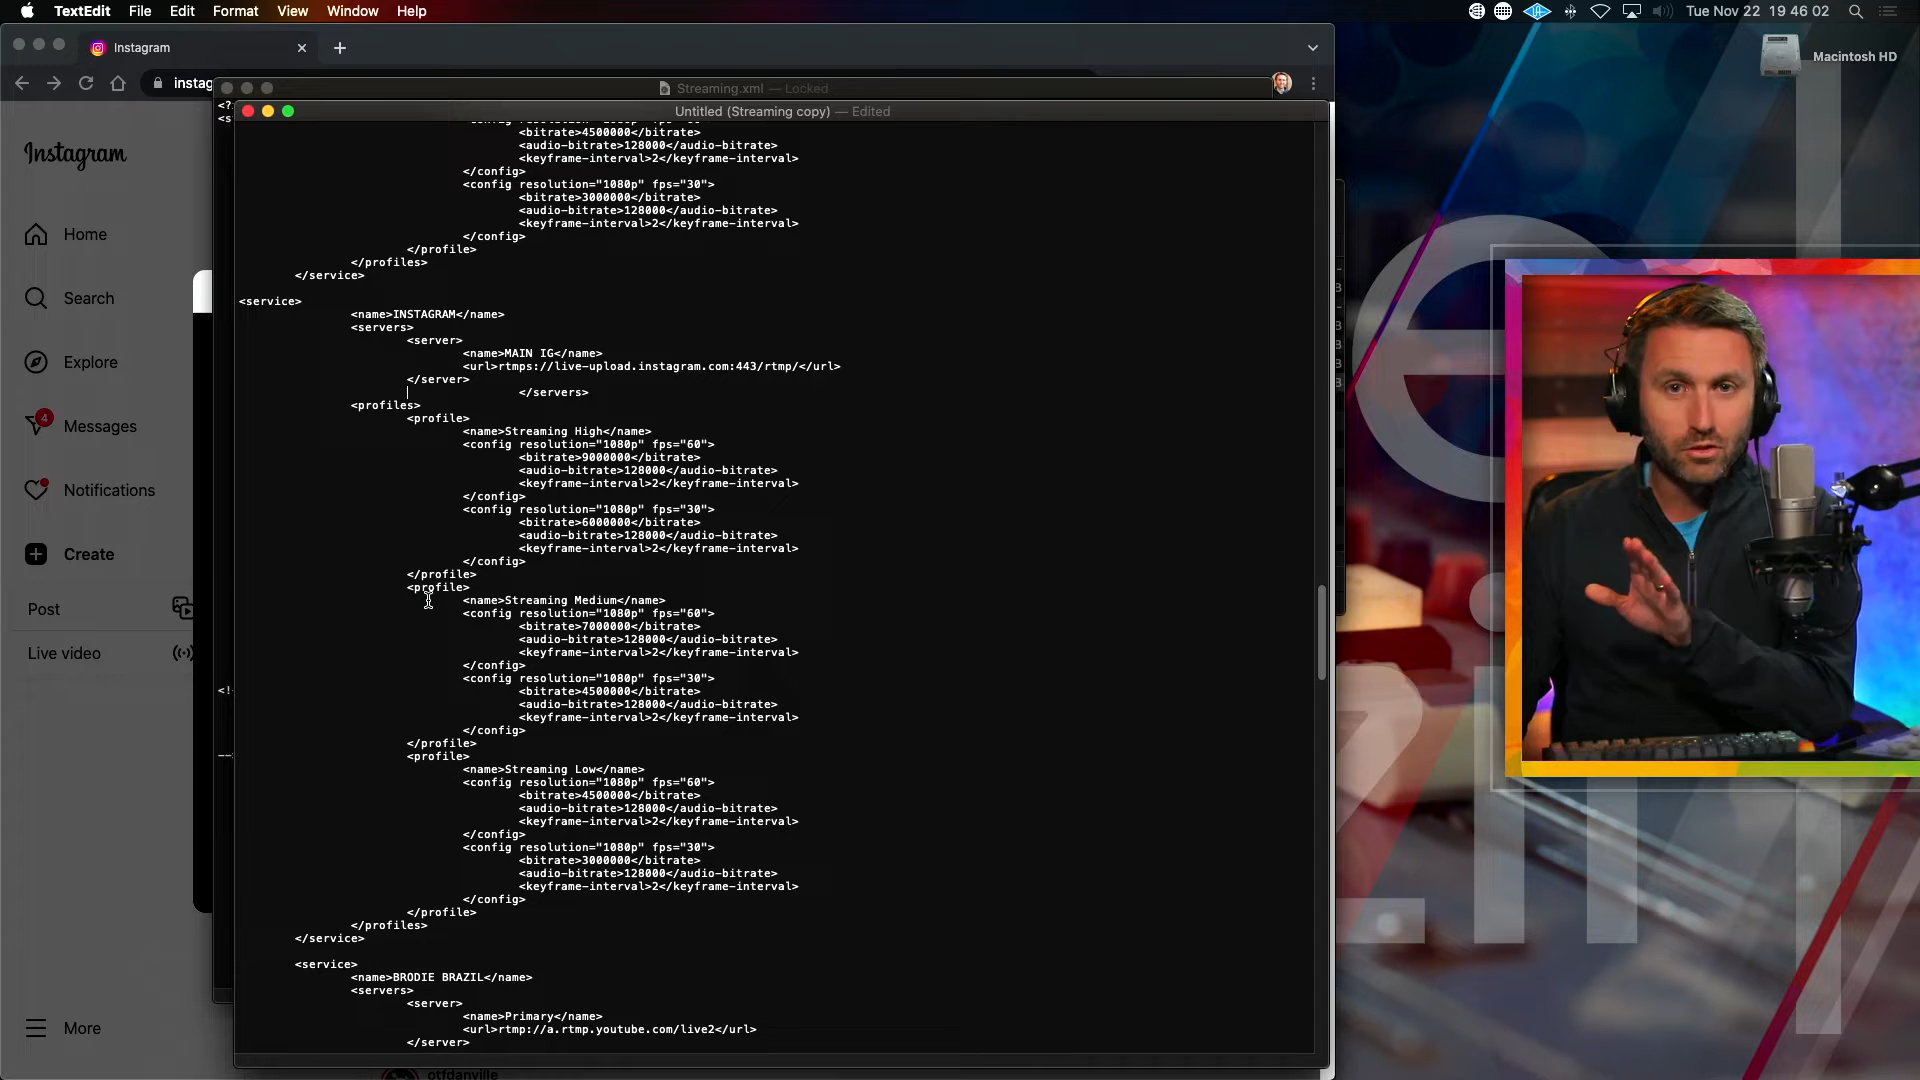 TextEdit File Edit Format View Window Help
Tue Nov 22 19 46 02
Instagram
Macintosh HD
instag
Streaming.xml — Locked
Untitled (Streaming copy) — Edited
Instagram
Home
Search
Explore
4
Messages
Notifications
Create
Post
Live video
More
<?
<s
<!
<bitrate>4500000</bitrate>
<audio-bitrate>128000</audio-bitrate>
<keyframe-interval>2</keyframe-interval>
</config>
<config resolution="1080p" fps="30">
<bitrate>3000000</bitrate>
<audio-bitrate>128000</audio-bitrate>
<keyframe-interval>2</keyframe-interval>
</config>
</profile>
</profiles>
</service>
<service>
<name>INSTAGRAM</name>
<servers>
<server>
<name>MAIN IG</name>
<url>rtmps://live-upload.instagram.com:443/rtmp/</url>
</server>
</servers>
<profiles>
<profile>
<name>Streaming High</name>
<config resolution="1080p" fps="60">
<bitrate>9000000</bitrate>
<audio-bitrate>128000</audio-bitrate>
<keyframe-interval>2</keyframe-interval>
</config>
<config resolution="1080p" fps="30">
<bitrate>6000000</bitrate>
<audio-bitrate>128000</audio-bitrate>
<keyframe-interval>2</keyframe-interval>
</config>
</profile>
<profile>
<name>Streaming Medium</name>
<config resolution="1080p" fps="60">
<bitrate>7000000</bitrate>
<audio-bitrate>128000</audio-bitrate>
<keyframe-interval>2</keyframe-interval>
</config>
<config resolution="1080p" fps="30">
<bitrate>4500000</bitrate>
<audio-bitrate>128000</audio-bitrate>
<keyframe-interval>2</keyframe-interval>
</config>
</profile>
<profile>
<name>Streaming Low</name>
<config resolution="1080p" fps="60">
<bitrate>4500000</bitrate>
<audio-bitrate>128000</audio-bitrate>
<keyframe-interval>2</keyframe-interval>
</config>
<config resolution="1080p" fps="30">
<bitrate>3000000</bitrate>
<audio-bitrate>128000</audio-bitrate>
<keyframe-interval>2</keyframe-interval>
</config>
</profile>
</profiles>
</service>
<service>
<name>BRODIE BRAZIL</name>
<servers>
<server>
<name>Primary</name>
<url>rtmp://a.rtmp.youtube.com/live2</url>
</server>
otfdanville